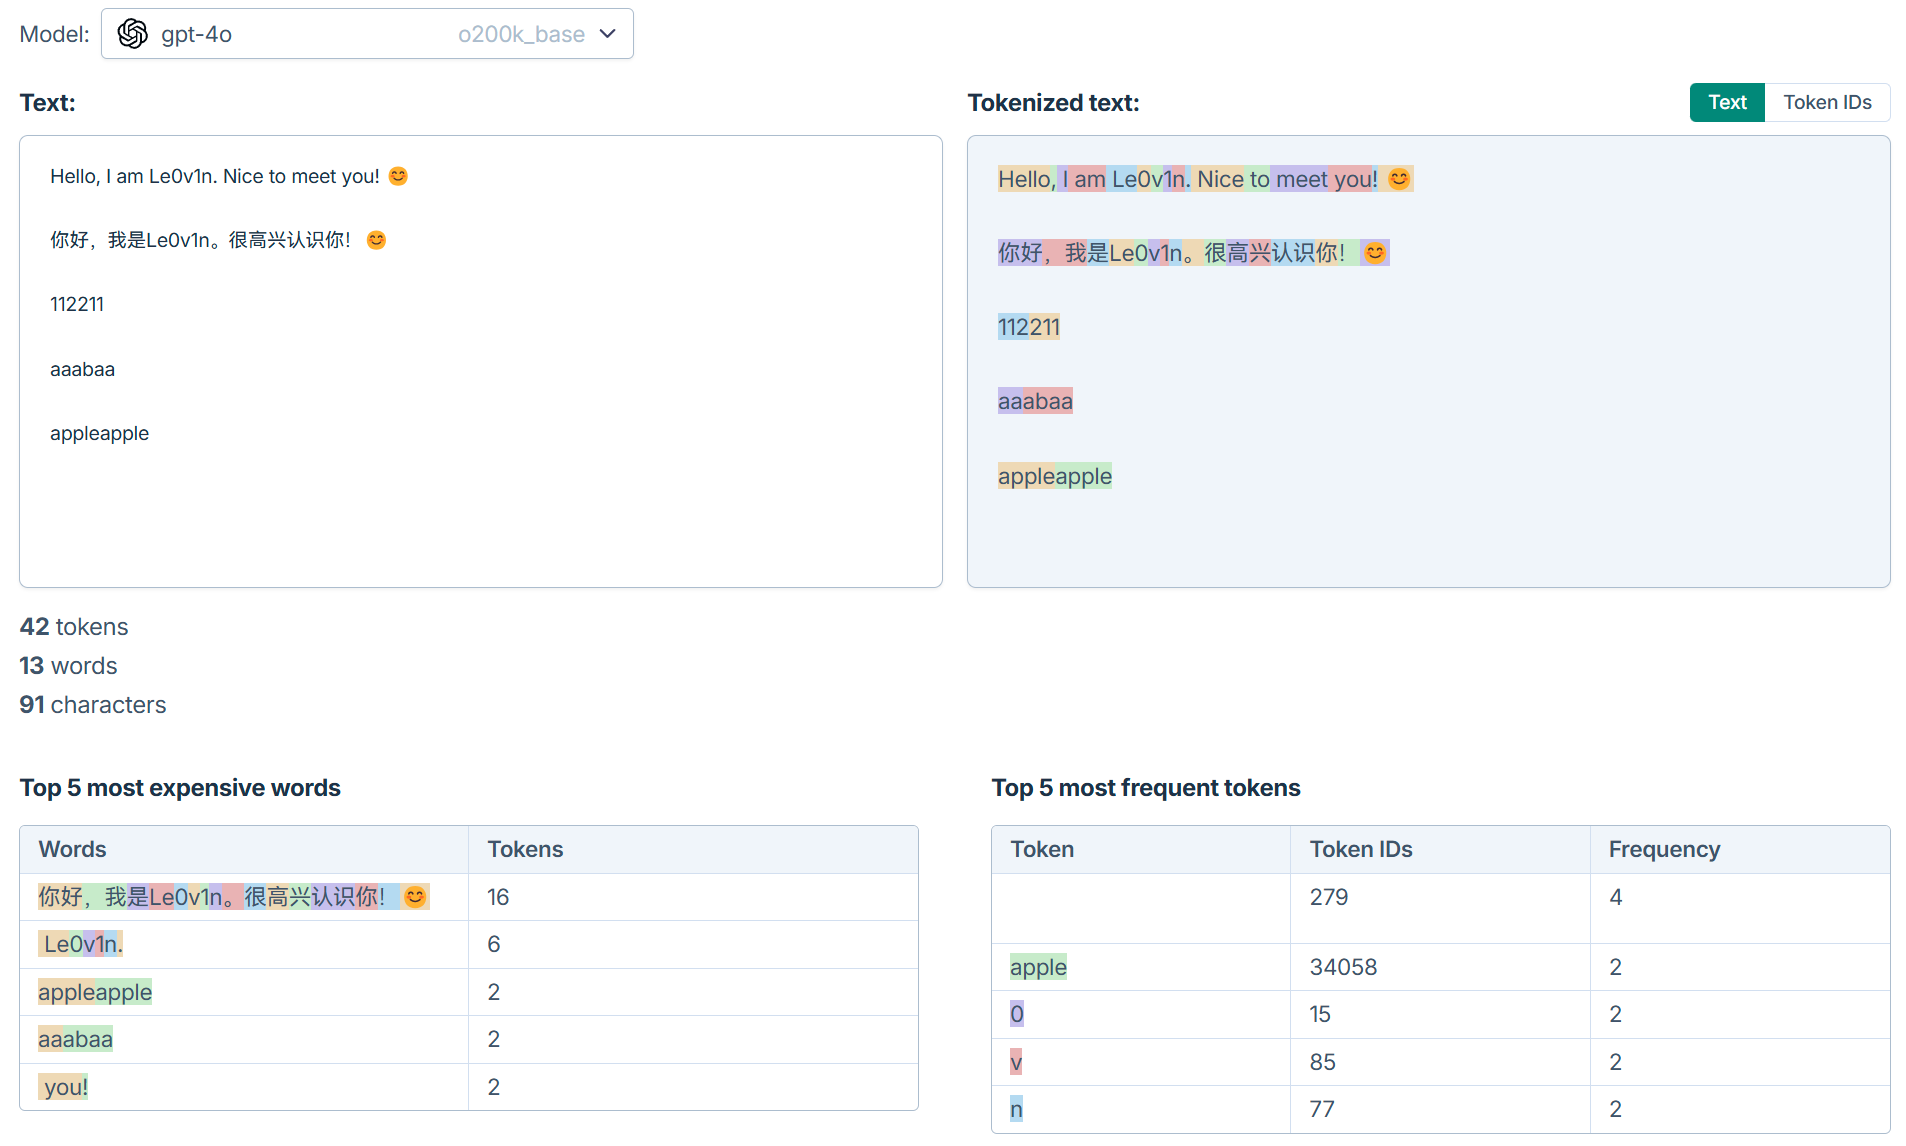 Model: gpt-4o o200k_base
Text:
Tokenized text:
Text Token IDs
Hello, I am Le0v1n. Nice to meet you! 😊
你好，我是Le0v1n。很高兴认识你！😊
112211
aaabaa
appleapple
Hello, I am Le0v1n. Nice to meet you! 😊
你好，我是Le0v1n。很高兴认识你！😊
112211
aaabaa
appleapple
42 tokens
13 words
91 characters
Top 5 most expensive words
Words Tokens
你好，我是Le0v1n。很高兴认识你！😊 16
Le0v1n. 6
appleapple 2
aaabaa 2
you! 2
Top 5 most frequent tokens
Token Token IDs Frequency
279 4
apple 34058 2
0 15 2
v 85 2
n 77 2